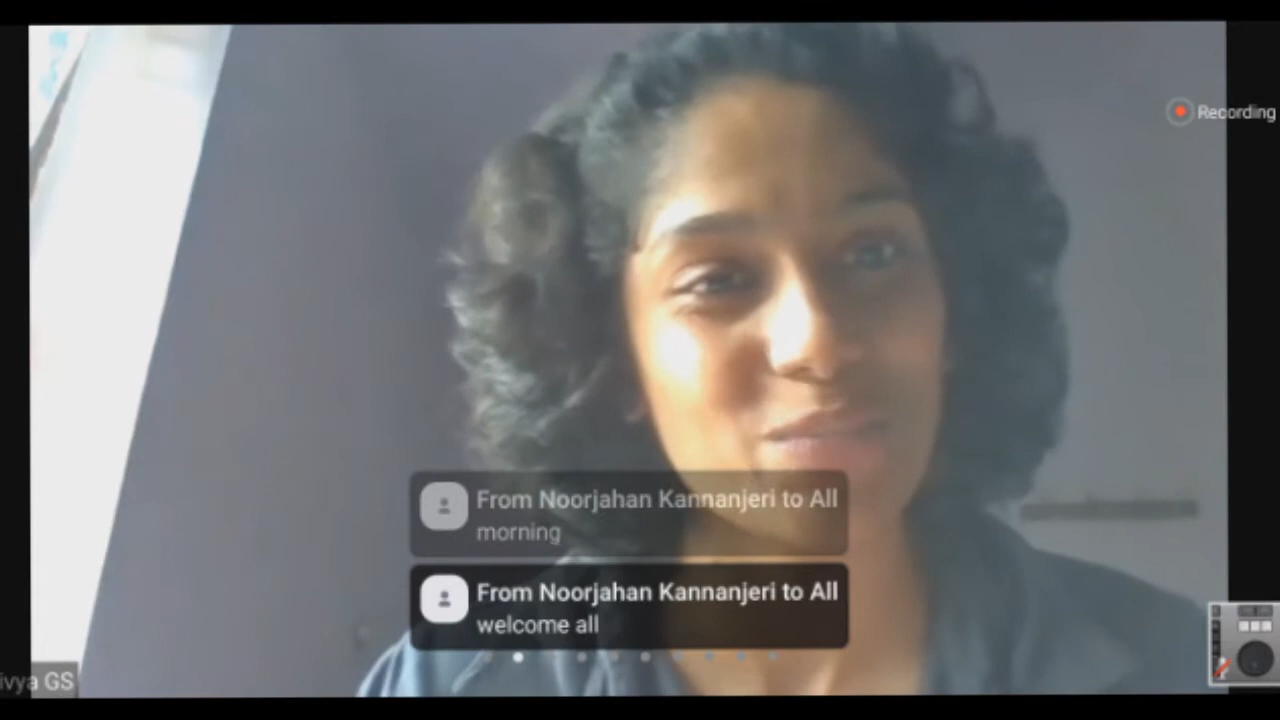 Recording
From Noorjahan Kannanjeri to All
morning
From Noorjahan Kannanjeri to All
welcome all
ivya GS